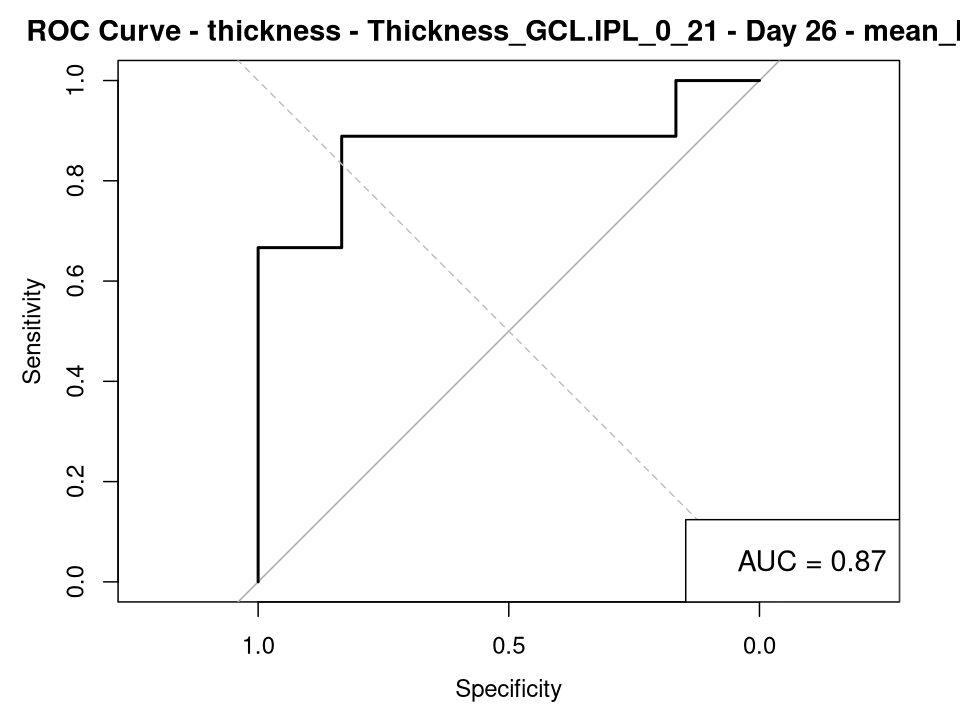 ROC Curve - thickness - Thickness_GCL.IPL_0_21 - Day 26 - mean_
1.0
0.8
0.6
0.4
0.2
0.0
Sensitivity
AUC = 0.87
1.0 0.5 0.0
Specificity